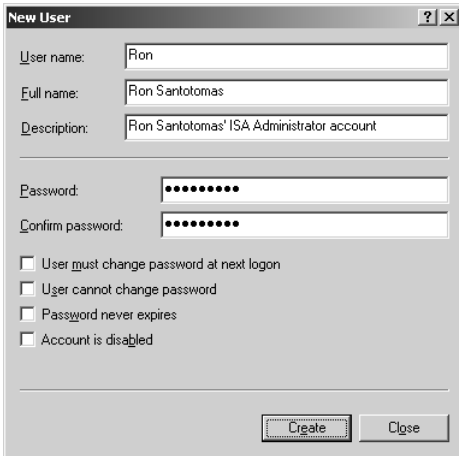 New User
User name: Ron
Full name: Ron Santotomas
Description: Ron Santotomas' ISA Administrator account
Password: •••••••••
Confirm password: •••••••••
User must change password at next logon
User cannot change password
Password never expires
Account is disabled
Create Close